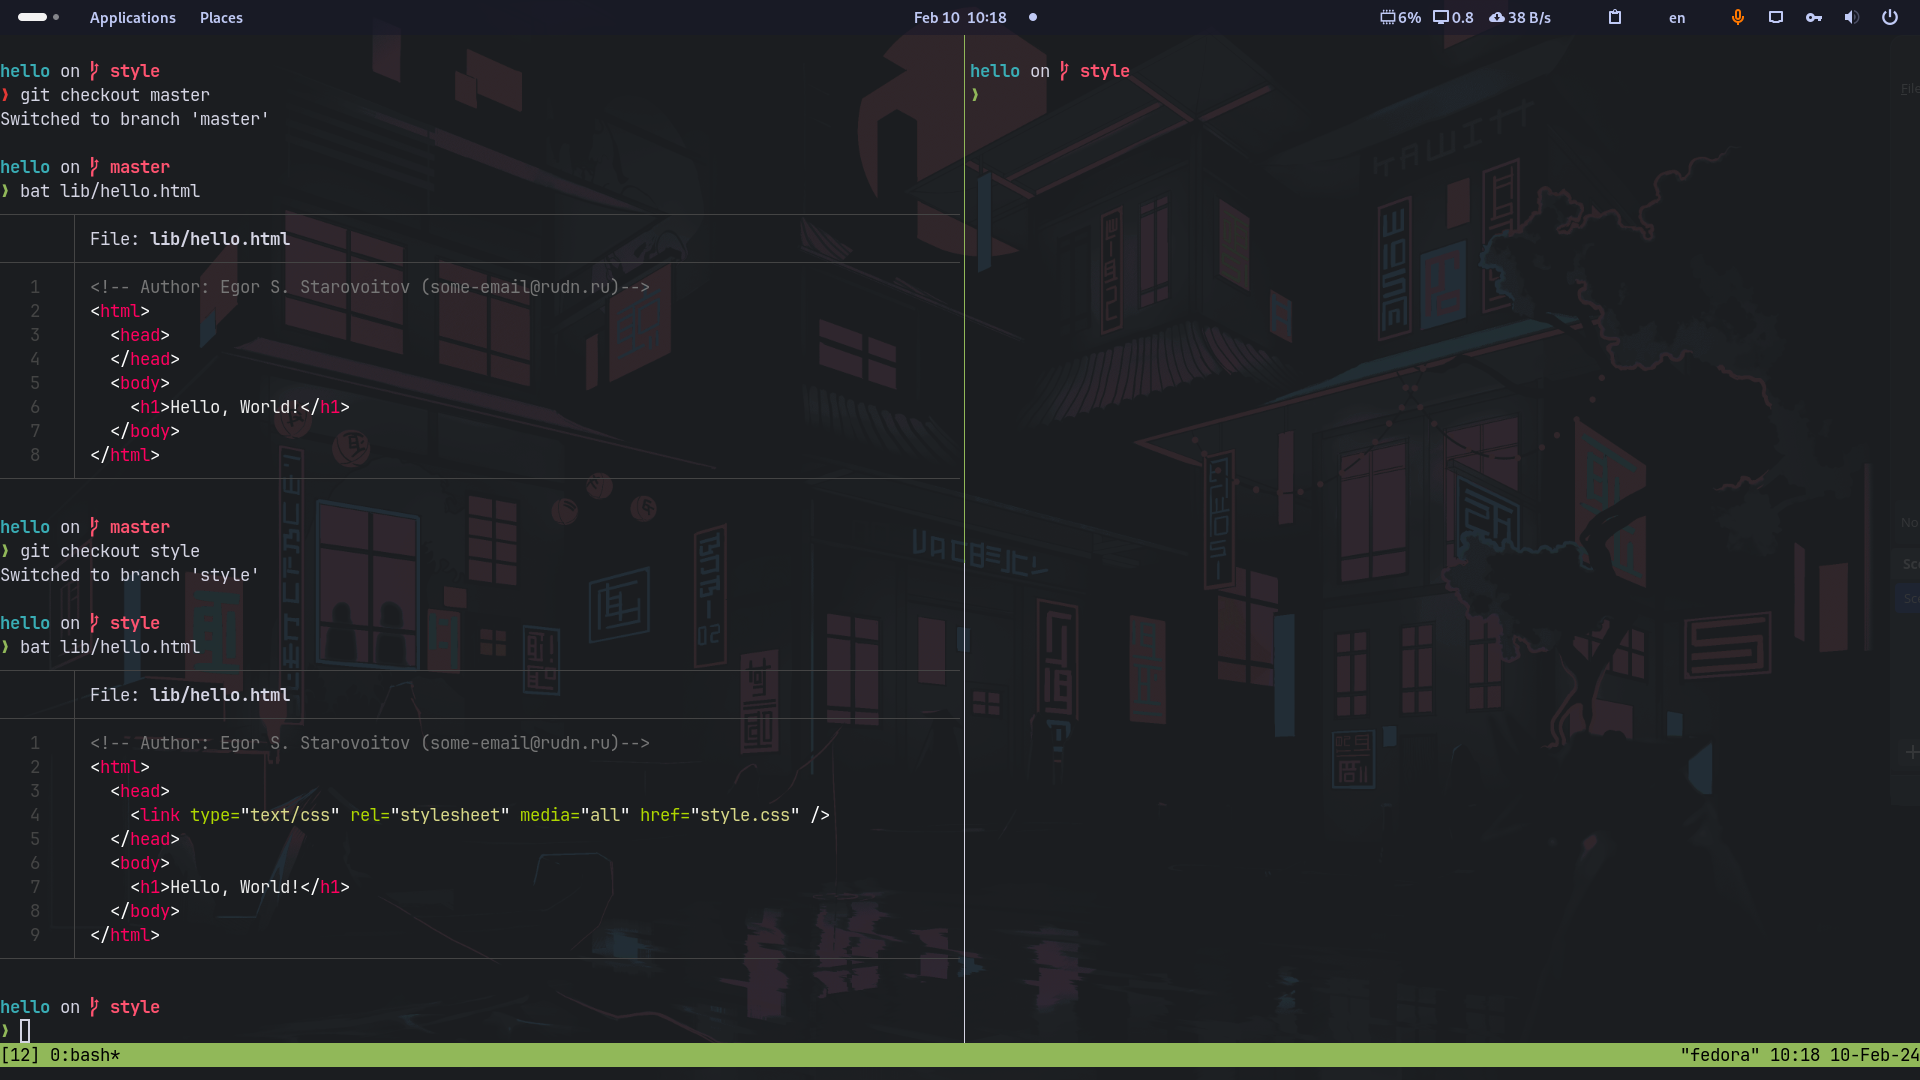 Applications Places Feb 10 10:18 6% 0.8 38 B/s en
hello on style
❯ git checkout master
Switched to branch 'master'
hello on master
❯ bat lib/hello.html
File: lib/hello.html
1 <!-- Author: Egor S. Starovoitov (some-email@rudn.ru)-->
2 <html>
3 <head>
4 </head>
5 <body>
6 <h1>Hello, World!</h1>
7 </body>
8 </html>
hello on master
❯ git checkout style
Switched to branch 'style'
hello on style
❯ bat lib/hello.html
File: lib/hello.html
1 <!-- Author: Egor S. Starovoitov (some-email@rudn.ru)-->
2 <html>
3 <head>
4 <link type="text/css" rel="stylesheet" media="all" href="style.css" />
5 </head>
6 <body>
7 <h1>Hello, World!</h1>
8 </body>
9 </html>
hello on style
❯
hello on style
❯
File
[12] 0:bash*
"fedora" 10:18 10-Feb-24